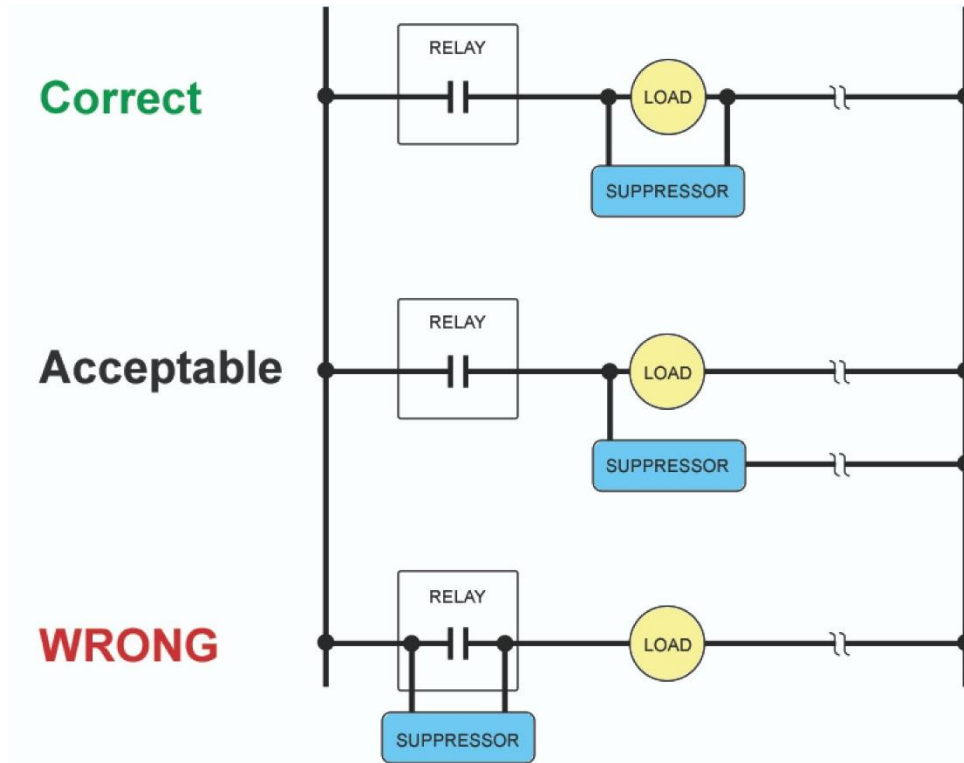 RELAY
Correct
LOAD
SUPPRESSOR
RELAY
Acceptable
LOAD
SUPPRESSOR
RELAY
WRONG
LOAD
SUPPRESSOR